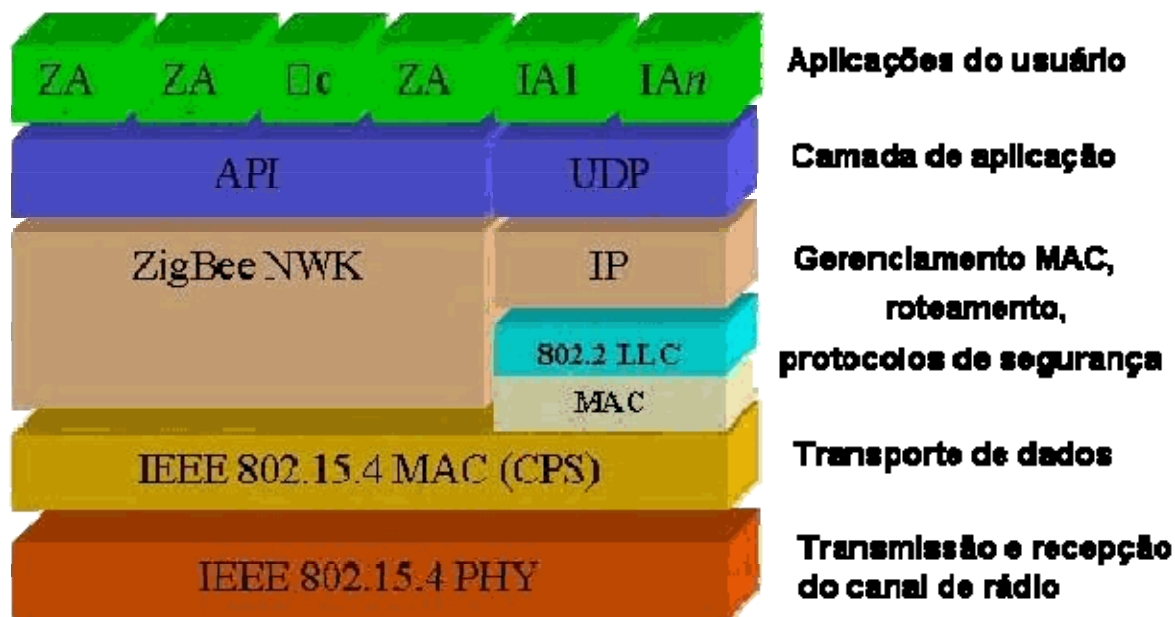 ZA ZA □c ZA IA1 IAn
Aplicações do usuário
API UDP
Camada de aplicação
ZigBee NWK IP
802.2 LLC
MAC
Gerenciamento MAC,
roteamento,
protocolos de segurança
IEEE 802.15.4 MAC (CPS)
Transporte de dados
IEEE 802.15.4 PHY
Transmissão e recepção
do canal de rádio